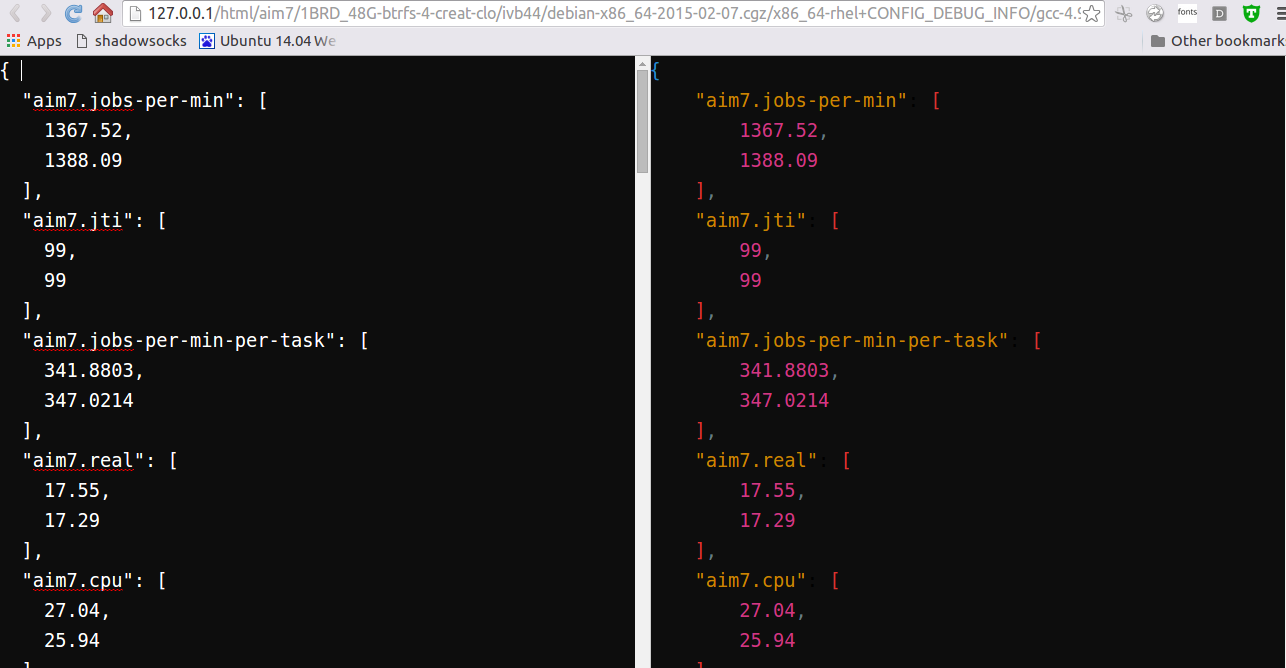 127.0.0.1/html/aim7/1BRD_48G-btrfs-4-creat-clo/ivb44/debian-x86_64-2015-02-07.cgz/x86_64-rhel+CONFIG_DEBUG_INFO/gcc-4.9
fonts D T
Apps shadowsocks Ubuntu 14.04 We Other bookmark
{
"aim7.jobs-per-min": [
1367.52,
1388.09
],
"aim7.jti": [
99,
99
],
"aim7.jobs-per-min-per-task": [
341.8803,
347.0214
],
"aim7.real": [
17.55,
17.29
],
"aim7.cpu": [
27.04,
25.94
]
{
"aim7.jobs-per-min": [
1367.52,
1388.09
],
"aim7.jti": [
99,
99
],
"aim7.jobs-per-min-per-task": [
341.8803,
347.0214
],
"aim7.real": [
17.55,
17.29
],
"aim7.cpu": [
27.04,
25.94
]